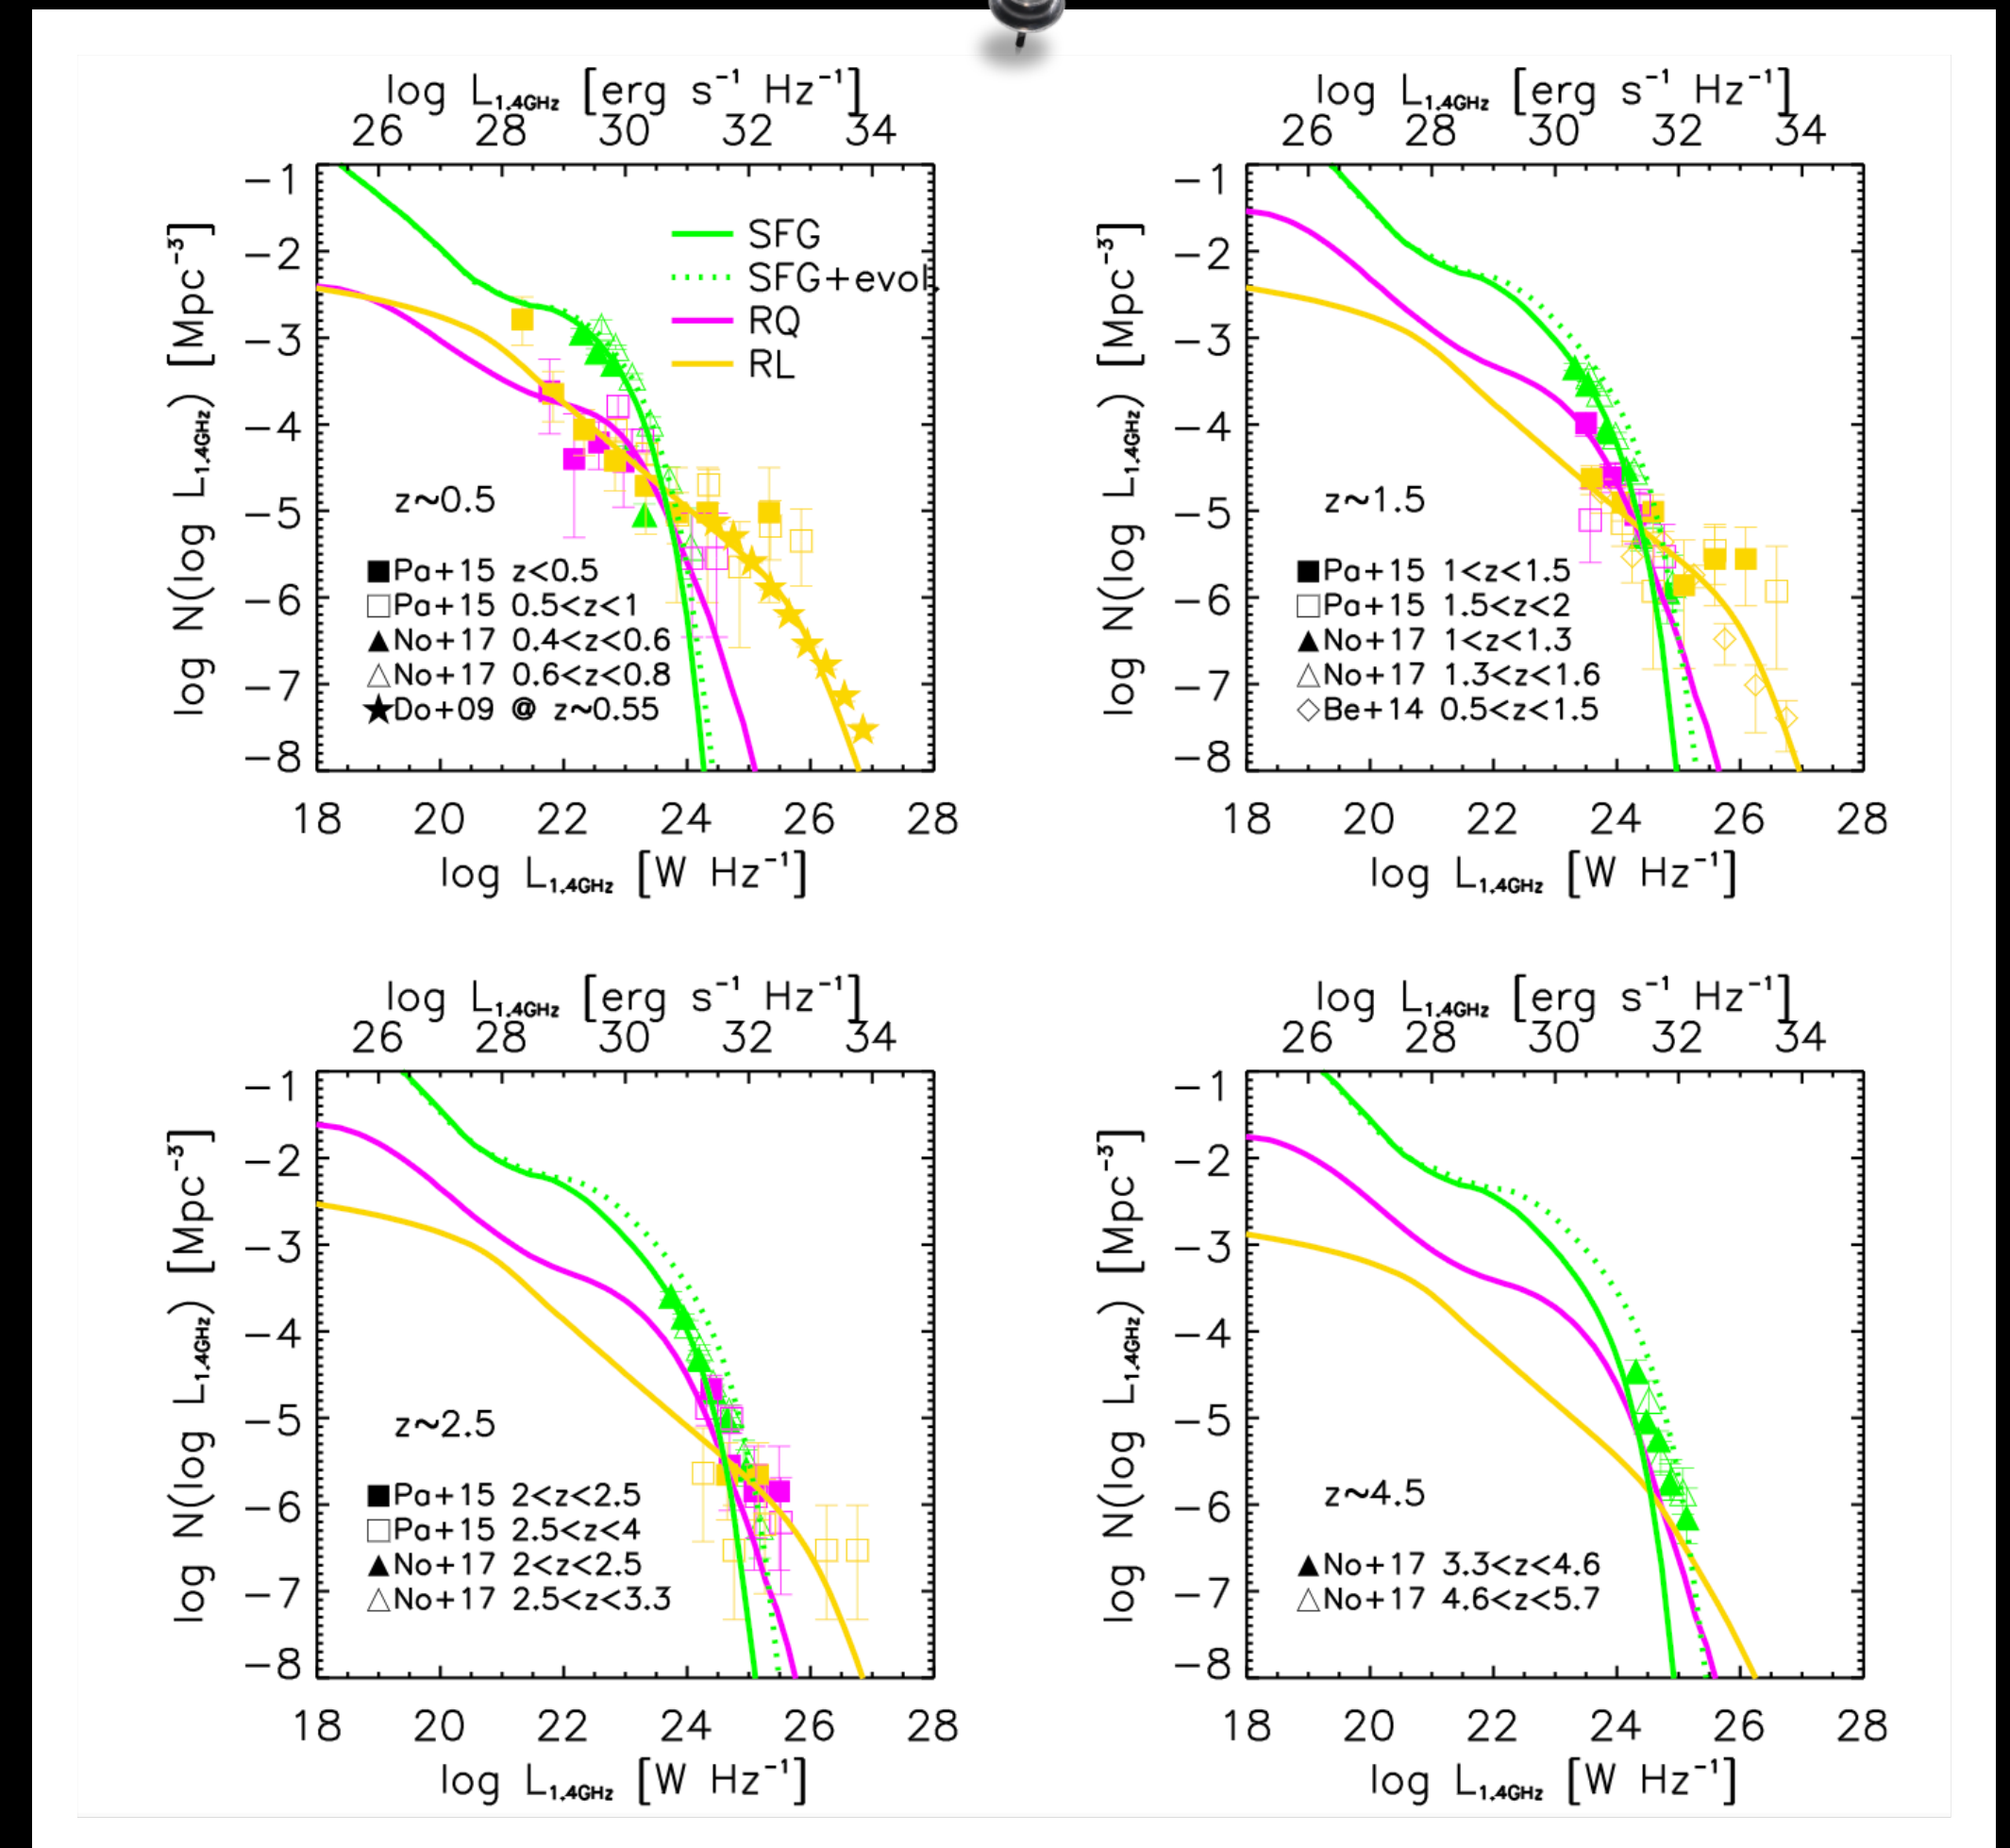 log L1.4GHz [erg s⁻¹ Hz⁻¹]
26 28 30 32 34
−1
−2
−3
−4
−5
−6
−7
−8
log N(log L1.4GHz) [Mpc⁻³]
SFG
SFG+evol.
RQ
RL
z~0.5
■Pa+15 z<0.5
□Pa+15 0.5<z<1
▲No+17 0.4<z<0.6
△No+17 0.6<z<0.8
★Do+09 @ z~0.55
18 20 22 24 26 28
log L1.4GHz [W Hz⁻¹]
log L1.4GHz [erg s⁻¹ Hz⁻¹]
26 28 30 32 34
−1
−2
−3
−4
−5
−6
−7
−8
log N(log L1.4GHz) [Mpc⁻³]
z~1.5
■Pa+15 1<z<1.5
□Pa+15 1.5<z<2
▲No+17 1<z<1.3
△No+17 1.3<z<1.6
◇Be+14 0.5<z<1.5
18 20 22 24 26 28
log L1.4GHz [W Hz⁻¹]
log L1.4GHz [erg s⁻¹ Hz⁻¹]
26 28 30 32 34
−1
−2
−3
−4
−5
−6
−7
−8
log N(log L1.4GHz) [Mpc⁻³]
z~2.5
■Pa+15 2<z<2.5
□Pa+15 2.5<z<4
▲No+17 2<z<2.5
△No+17 2.5<z<3.3
18 20 22 24 26 28
log L1.4GHz [W Hz⁻¹]
log L1.4GHz [erg s⁻¹ Hz⁻¹]
26 28 30 32 34
−1
−2
−3
−4
−5
−6
−7
−8
log N(log L1.4GHz) [Mpc⁻³]
z~4.5
▲No+17 3.3<z<4.6
△No+17 4.6<z<5.7
18 20 22 24 26 28
log L1.4GHz [W Hz⁻¹]